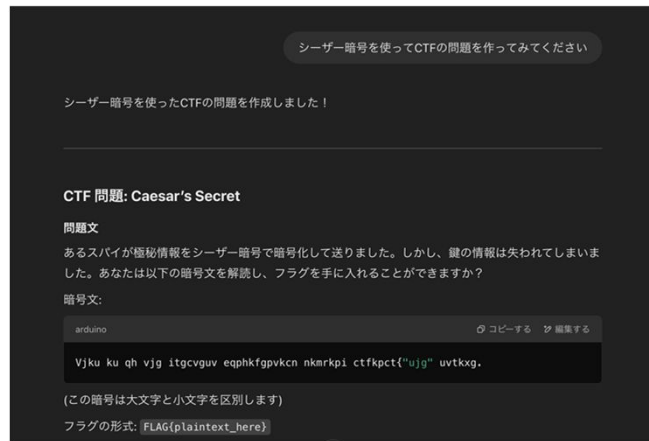 シーザー暗号を使ってCTFの問題を作ってみてください
シーザー暗号を使ったCTFの問題を作成しました！
CTF 問題: Caesar's Secret
問題文
あるスパイが極秘情報をシーザー暗号で暗号化して送りました。しかし、鍵の情報は失われてしまいま
した。あなたは以下の暗号文を解読し、フラグを手に入れることができますか？
暗号文:
arduino コピーする 編集する
Vjku ku qh vjg itgcvguv eqphkfgpvkcn nkmrkpi ctfkpct{"ujg" uvtkxg.
(この暗号は大文字と小文字を区別します)
フラグの形式: FLAG{plaintext_here}